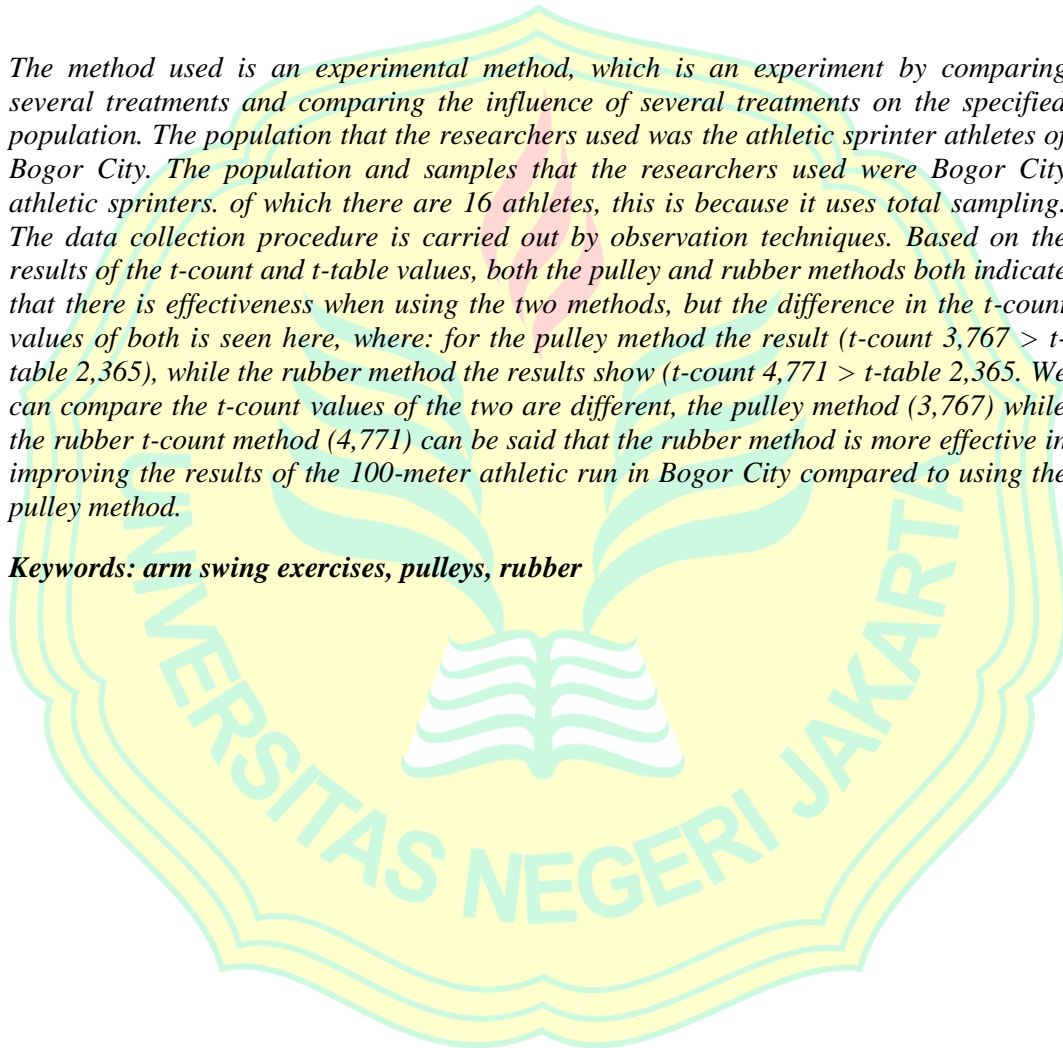 The method used is an experimental method, which is an experiment by comparing
several treatments and comparing the influence of several treatments on the specified
population. The population that the researchers used was the athletic sprinter athletes of
Bogor City. The population and samples that the researchers used were Bogor City
athletic sprinters. of which there are 16 athletes, this is because it uses total sampling.
The data collection procedure is carried out by observation techniques. Based on the
results of the t-count and t-table values, both the pulley and rubber methods both indicate
that there is effectiveness when using the two methods, but the difference in the t-count
values of both is seen here, where: for the pulley method the result (t-count 3,767 > t-
table 2,365), while the rubber method the results show (t-count 4,771 > t-table 2,365. We
can compare the t-count values of the two are different, the pulley method (3,767) while
the rubber t-count method (4,771) can be said that the rubber method is more effective in
improving the results of the 100-meter athletic run in Bogor City compared to using the
pulley method.
Keywords: arm swing exercises, pulleys, rubber
UNIVERSITAS NEGERI JAKARTA